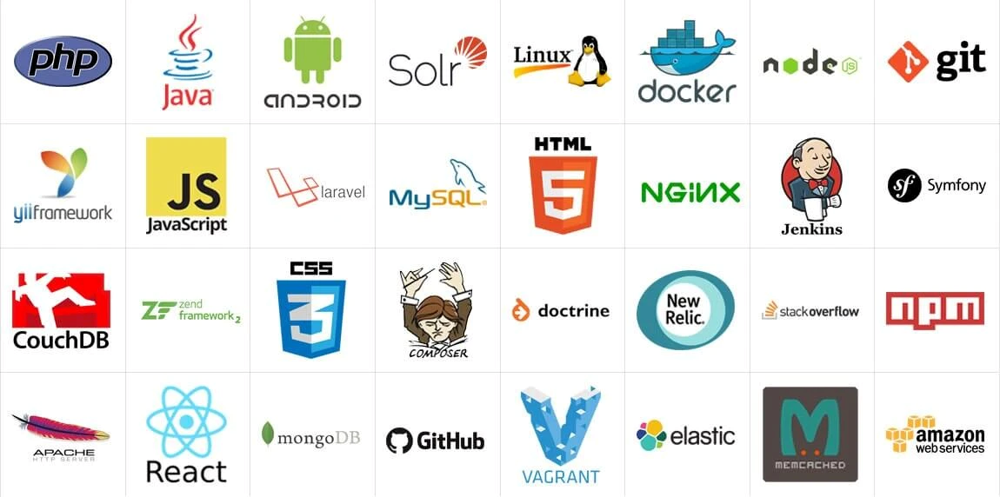 php
Java
ANDROID
Solr
Linux
docker
node
JS
git
yiiframework
JS
JavaScript
laravel
MySQL
HTML
5
NGiNX
Jenkins
sf
Symfony
CouchDB
ZF
zend
framework 2
CSS
3
COMPOSER
doctrine
New
Relic.
stackoverflow
npm
APACHE
HTTP SERVER
React
mongoDB
GitHub
VAGRANT
elastic
MEMCACHED
amazon
web services